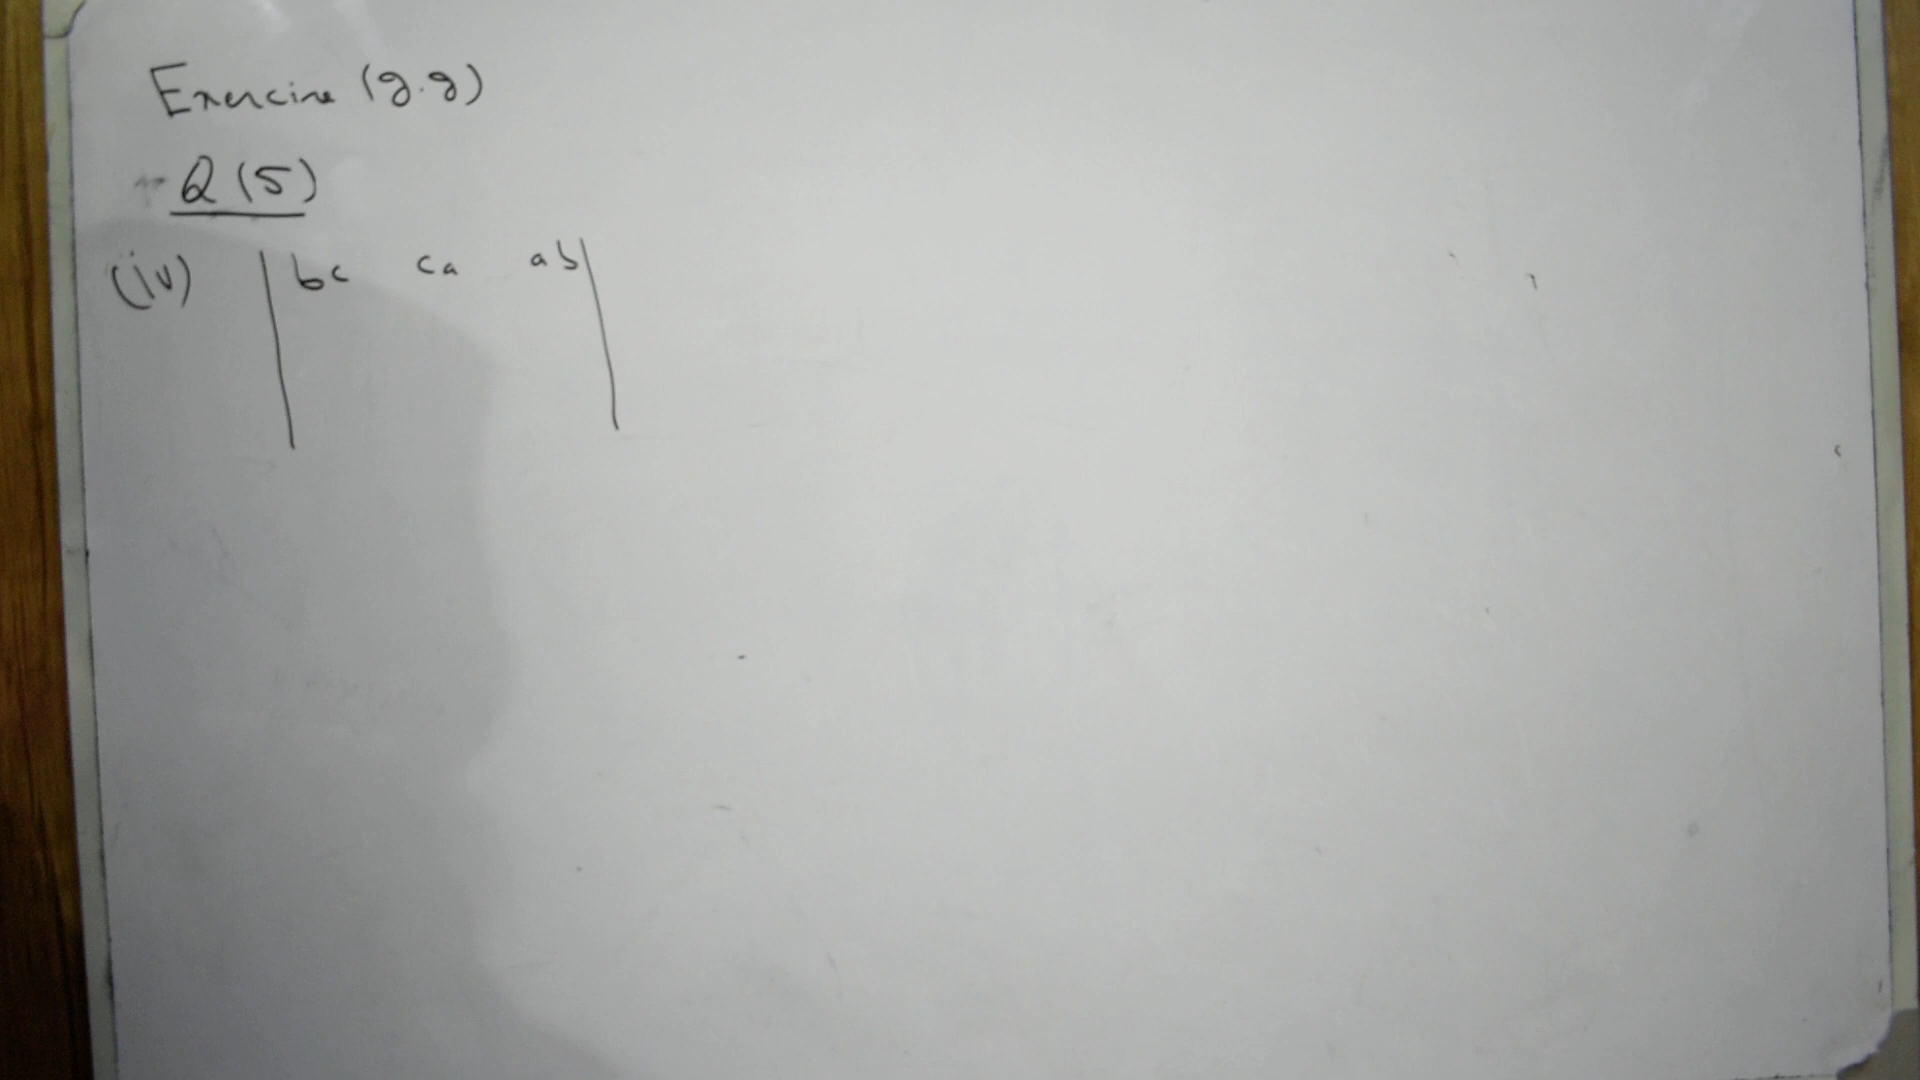 Exercise (9.9)
Q (5)
(iv) | bc ca ab |